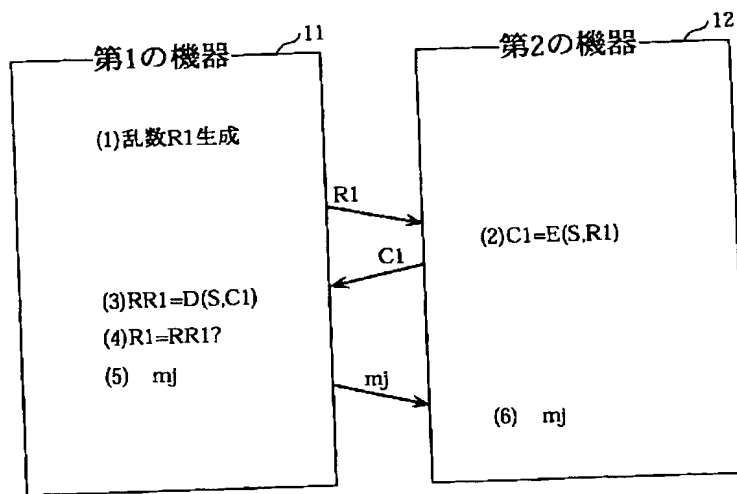 11
第1の機器
12
第2の機器
(1)乱数R1生成
R1
(2)C1=E(S,R1)
C1
(3)RR1=D(S,C1)
(4)R1=RR1?
(5) mj
mj
(6) mj